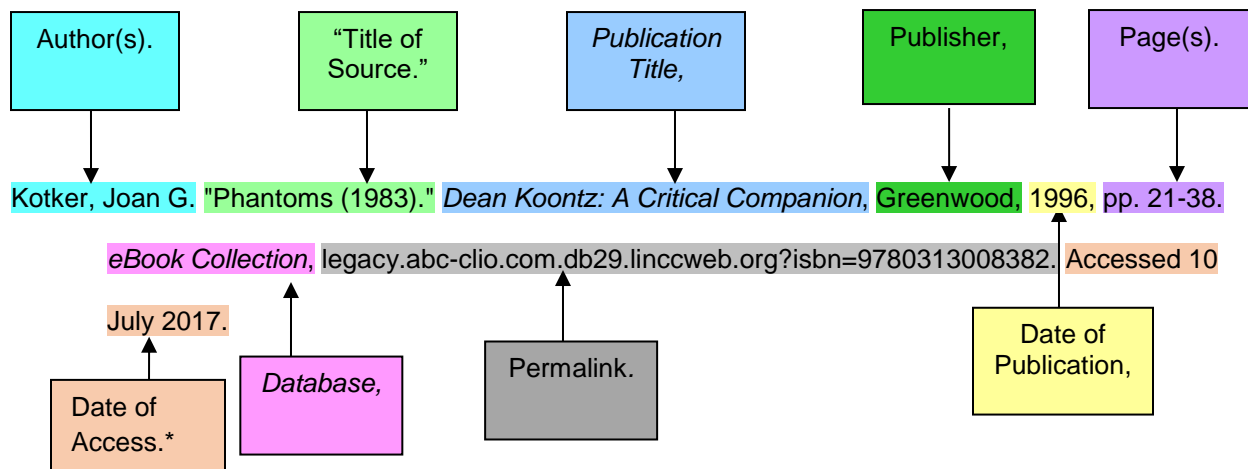 Author(s).
“Title of
Source.”
Publication
Title,
Publisher,
Page(s).
Kotker, Joan G. "Phantoms (1983)." Dean Koontz: A Critical Companion, Greenwood, 1996, pp. 21-38.
eBook Collection, legacy.abc-clio.com.db29.linccweb.org?isbn=9780313008382. Accessed 10
July 2017.
Date of
Access.*
Database,
Permalink.
Date of
Publication,